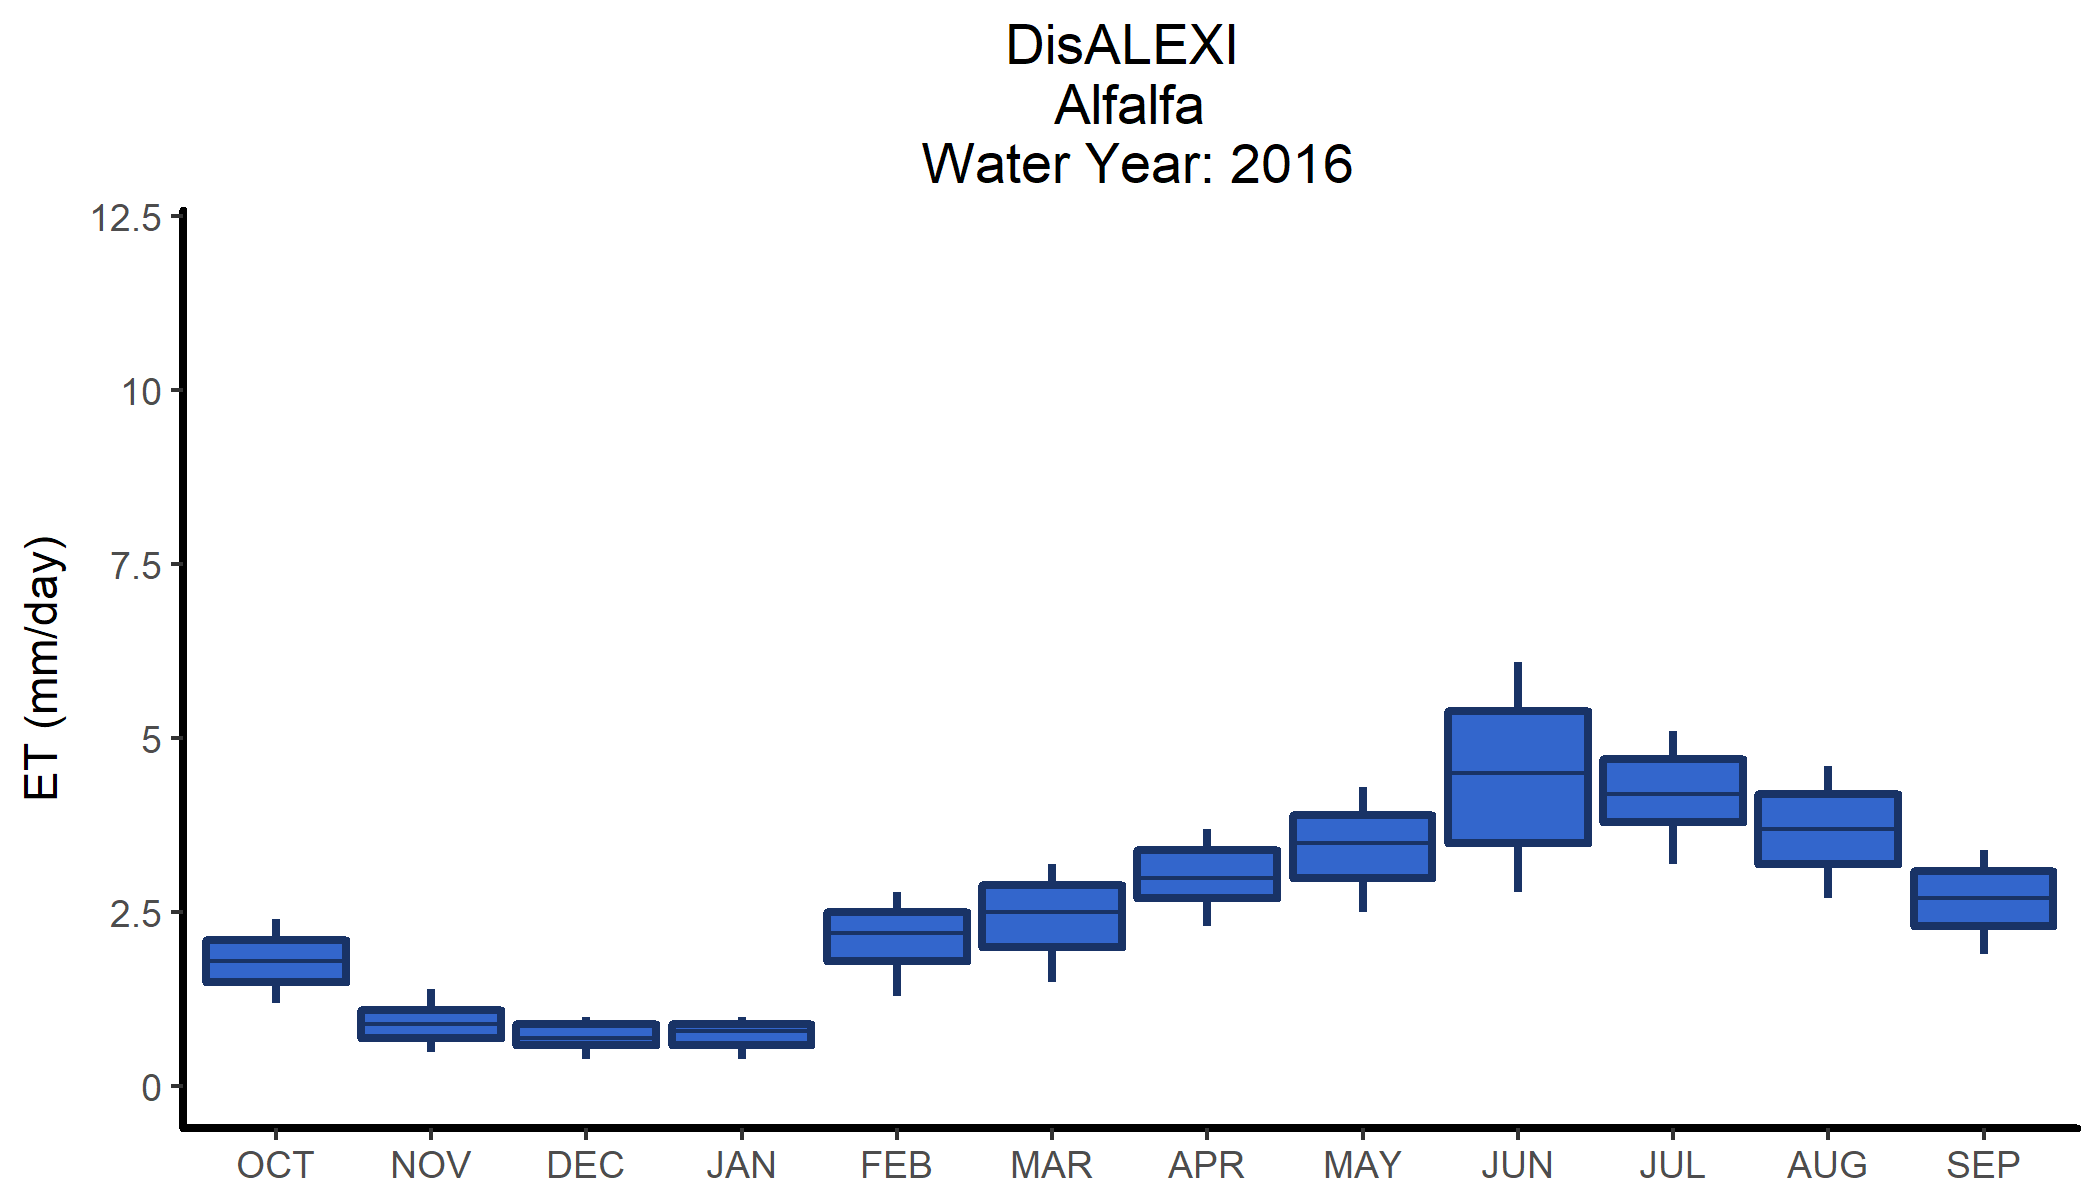 DisALEXI
Alfalfa
Water Year: 2016
ET (mm/day)
12.5
10
7.5
5
2.5
0
OCT NOV DEC JAN FEB MAR APR MAY JUN JUL AUG SEP